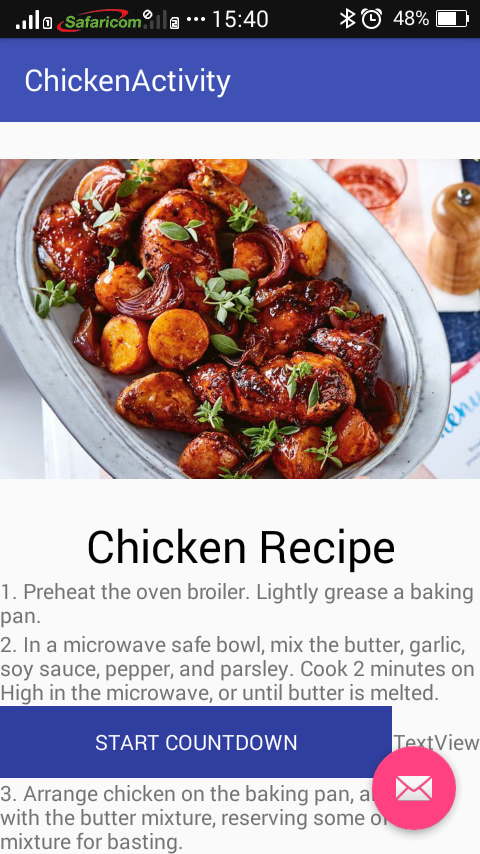 1 Safaricom 2 15:40 48%
ChickenActivity
Chicken Recipe
1. Preheat the oven broiler. Lightly grease a baking
pan.
2. In a microwave safe bowl, mix the butter, garlic,
soy sauce, pepper, and parsley. Cook 2 minutes on
High in the microwave, or until butter is melted.
START COUNTDOWN TextView
3. Arrange chicken on the baking pan,
with the butter mixture, reserving some
mixture for basting.